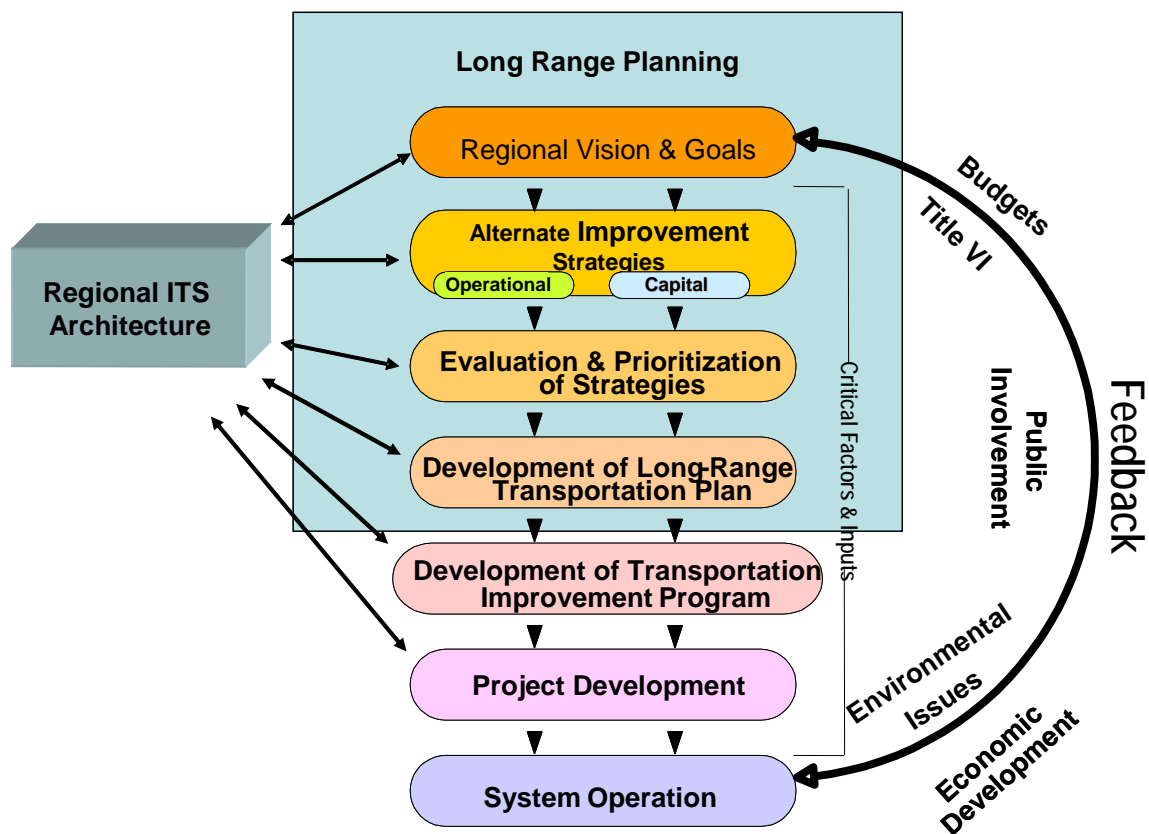 Long Range Planning
Regional Vision & Goals
Alternate Improvement
Strategies
Operational
Capital
Evaluation & Prioritization
of Strategies
Development of Long-Range
Transportation Plan
Development of Transportation
Improvement Program
Project Development
System Operation
Regional ITS
Architecture
Critical Factors & Inputs
Budgets
Title VI
Public
Involvement
Feedback
Environmental
Issues
Economic
Development